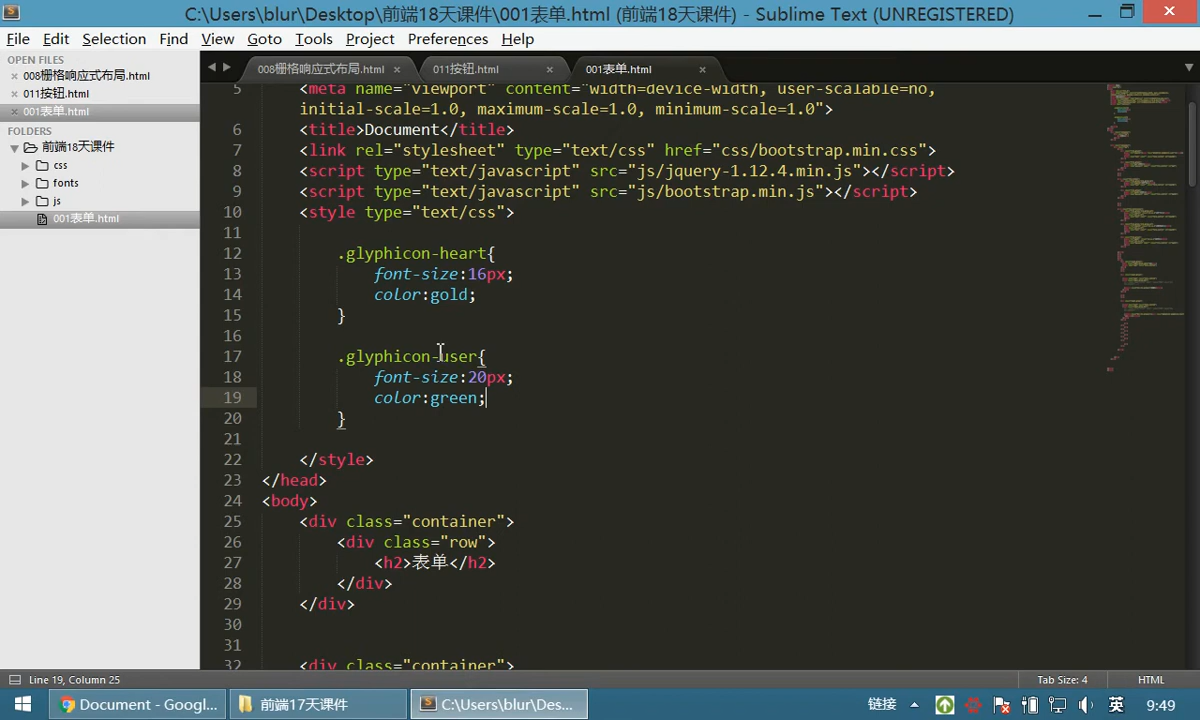 C:\Users\blur\Desktop\前端18天课件\001表单.html (前端18天课件) - Sublime Text (UNREGISTERED)
File Edit Selection Find View Goto Tools Project Preferences Help
OPEN FILES
008栅格响应式布局.html
011按钮.html
001表单.html
FOLDERS
前端18天课件
css
fonts
js
001表单.html
008栅格响应式布局.html
011按钮.html
001表单.html
5 <meta name="viewport" content="width=device-width, user-scalable=no,
initial-scale=1.0, maximum-scale=1.0, minimum-scale=1.0">
6 <title>Document</title>
7 <link rel="stylesheet" type="text/css" href="css/bootstrap.min.css">
8 <script type="text/javascript" src="js/jquery-1.12.4.min.js"></script>
9 <script type="text/javascript" src="js/bootstrap.min.js"></script>
10 <style type="text/css">
11
12 .glyphicon-heart{
13 font-size:16px;
14 color:gold;
15 }
16
17 .glyphicon-user{
18 font-size:20px;
19 color:green;
20 }
21
22 </style>
23 </head>
24 <body>
25 <div class="container">
26 <div class="row">
27 <h2>表单</h2>
28 </div>
29 </div>
30
31
32 <div class="container">
Line 19, Column 25
Tab Size: 4
HTML
Document - Googl...
前端17天课件
C:\Users\blur\Des...
链接
英
9:49